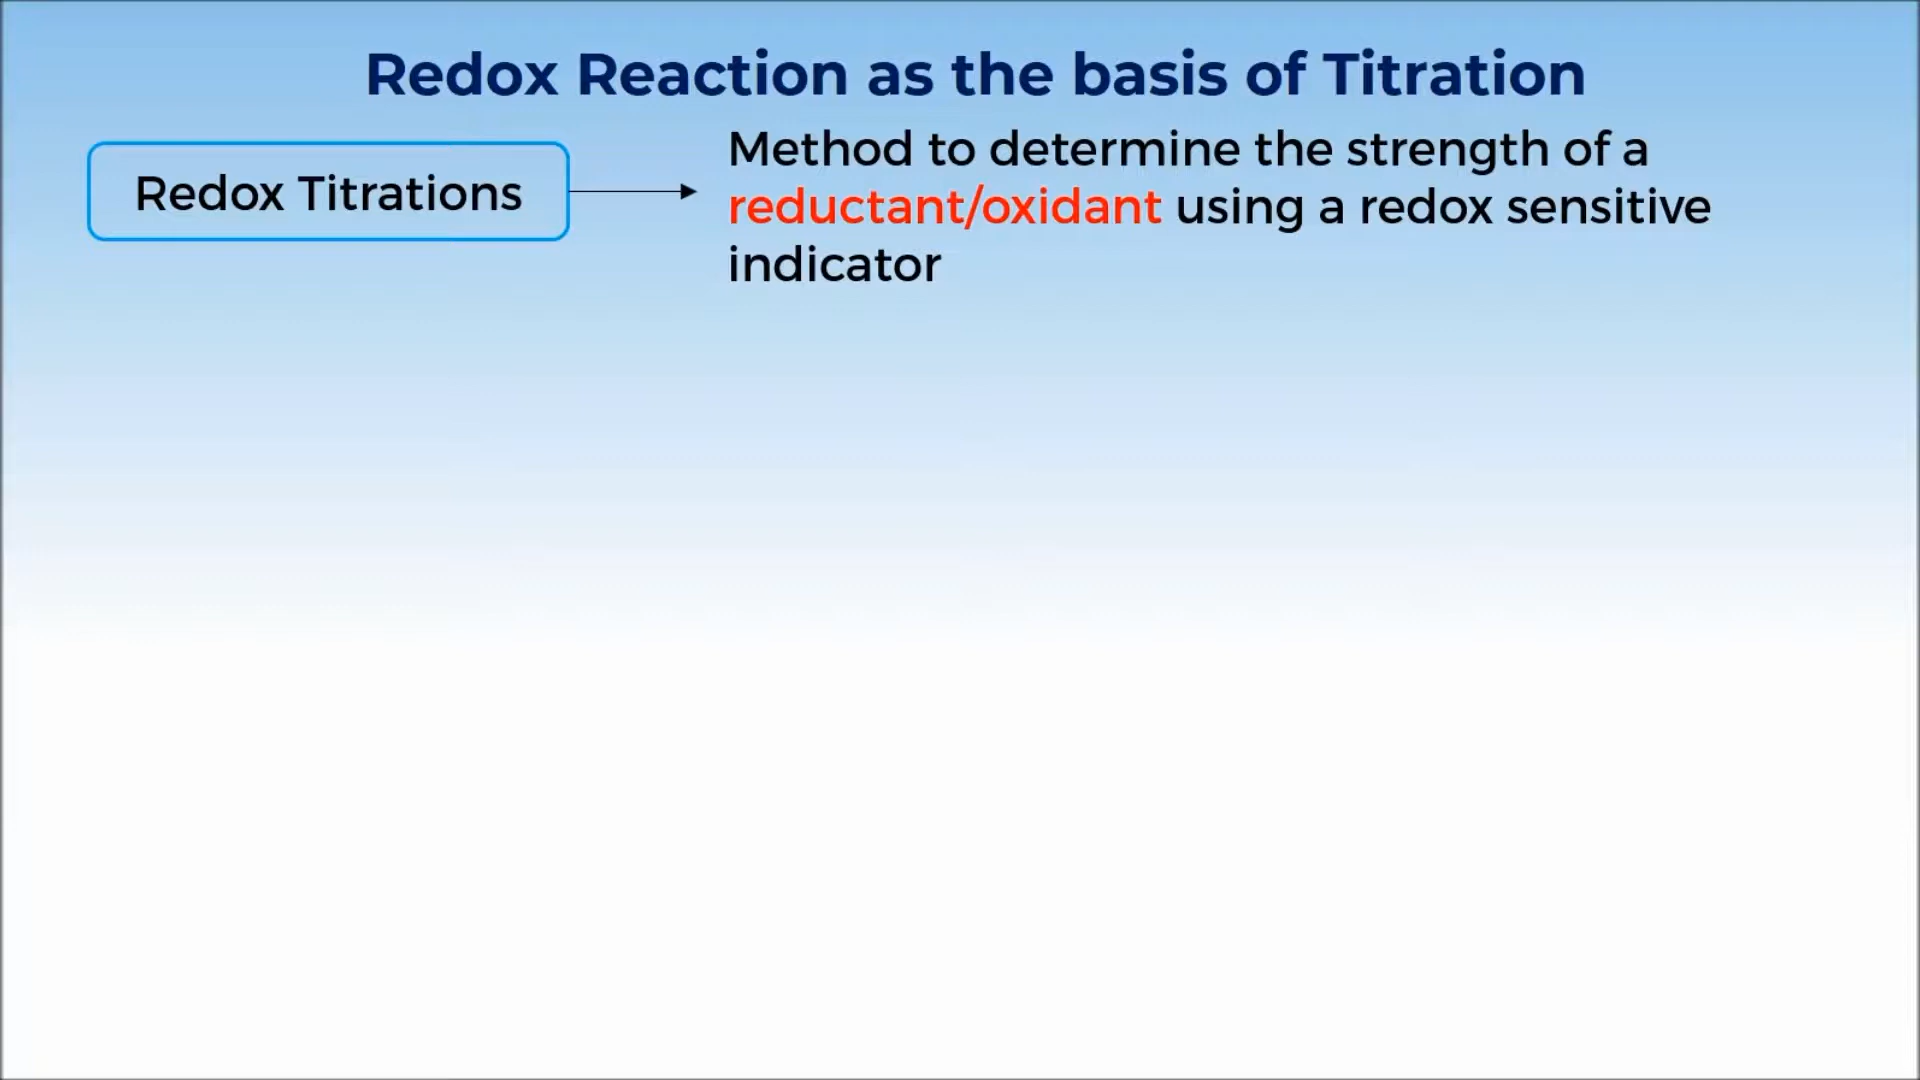 Redox Reaction as the basis of Titration
Redox Titrations
Method to determine the strength of a
reductant/oxidant using a redox sensitive
indicator